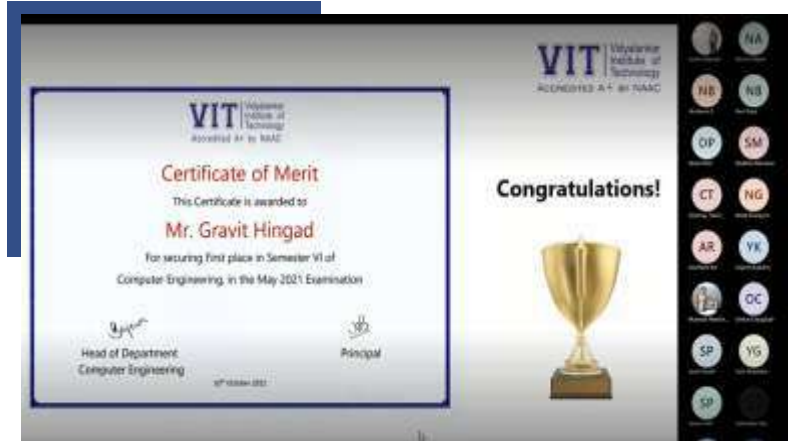 VIT
Vidyalankar
Institute of
Technology
Accredited A+ by NAAC
VIT
Vidyalankar
Institute of
Technology
Accredited A+ by NAAC
Certificate of Merit
This Certificate is awarded to
Mr. Gravit Hingad
For securing First place in Semester VI of
Computer Engineering, in the May 2021 Examination
Head of Department
Computer Engineering
Principal
Congratulations!
NA
NB
NB
OP
SM
CT
NG
AR
YK
OC
SP
YG
SP